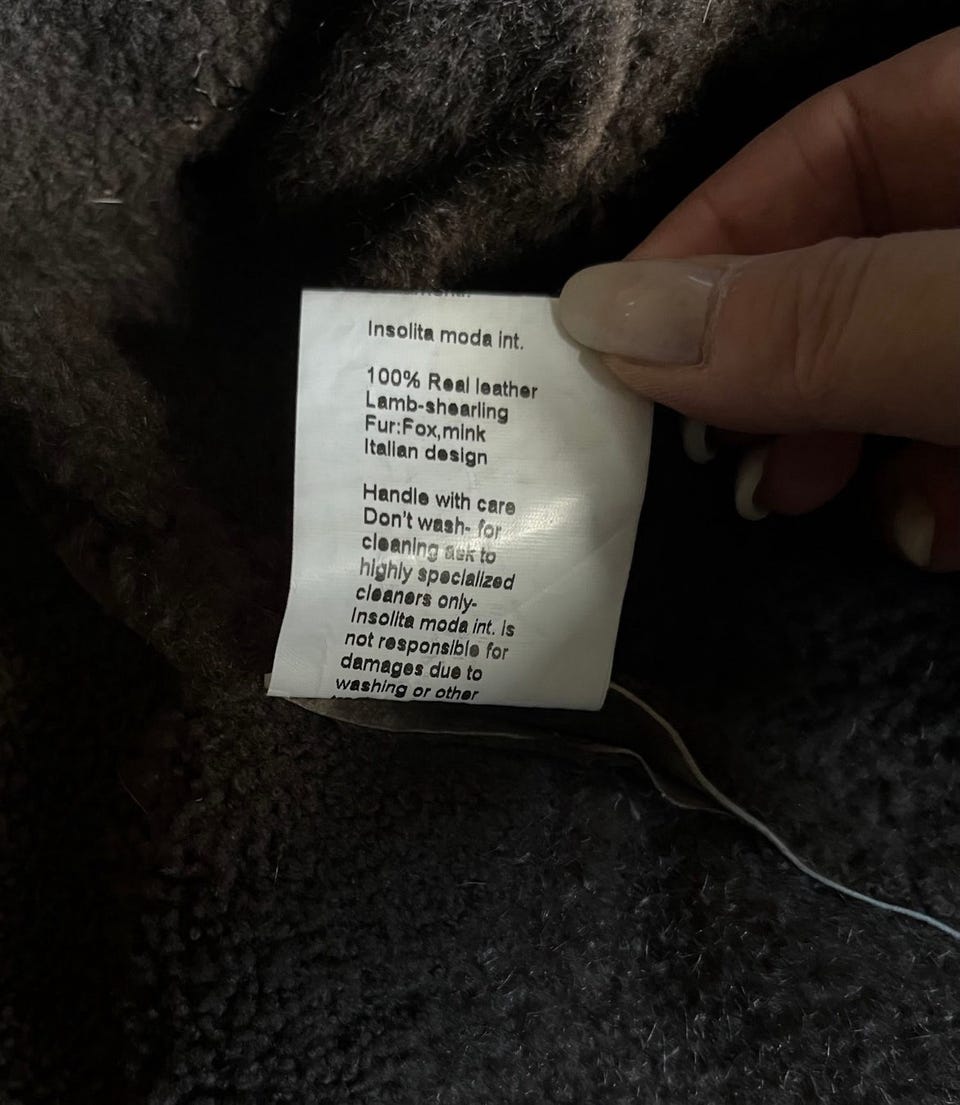 Insolita moda int.
100% Real leather
Lamb-shearling
Fur:Fox,mink
Italian design
Handle with care
Don't wash- for
cleaning ask to
highly specialized
cleaners only-
Insolita moda int. is
not responsible for
damages due to
washing or other